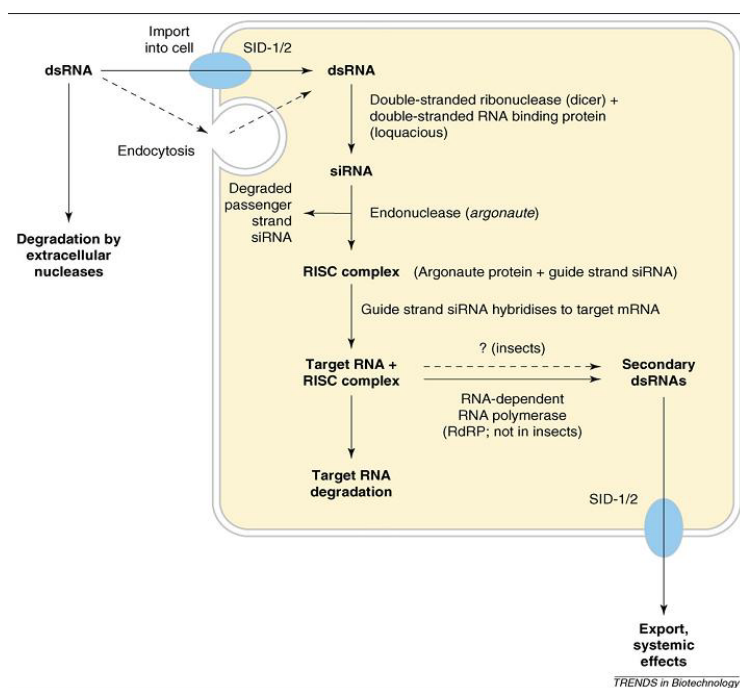 Import
into cell
SID-1/2
dsRNA
dsRNA
Double-stranded ribonuclease (dicer) +
double-stranded RNA binding protein
(loquacious)
Endocytosis
siRNA
Degraded
passenger
strand
siRNA
Endonuclease (argonaute)
Degradation by
extracellular
nucleases
RISC complex (Argonaute protein + guide strand siRNA)
Guide strand siRNA hybridises to target mRNA
Target RNA +
RISC complex
? (insects)
Secondary
dsRNAs
RNA-dependent
RNA polymerase
(RdRP; not in insects)
Target RNA
degradation
SID-1/2
Export,
systemic
effects
TRENDS in Biotechnology